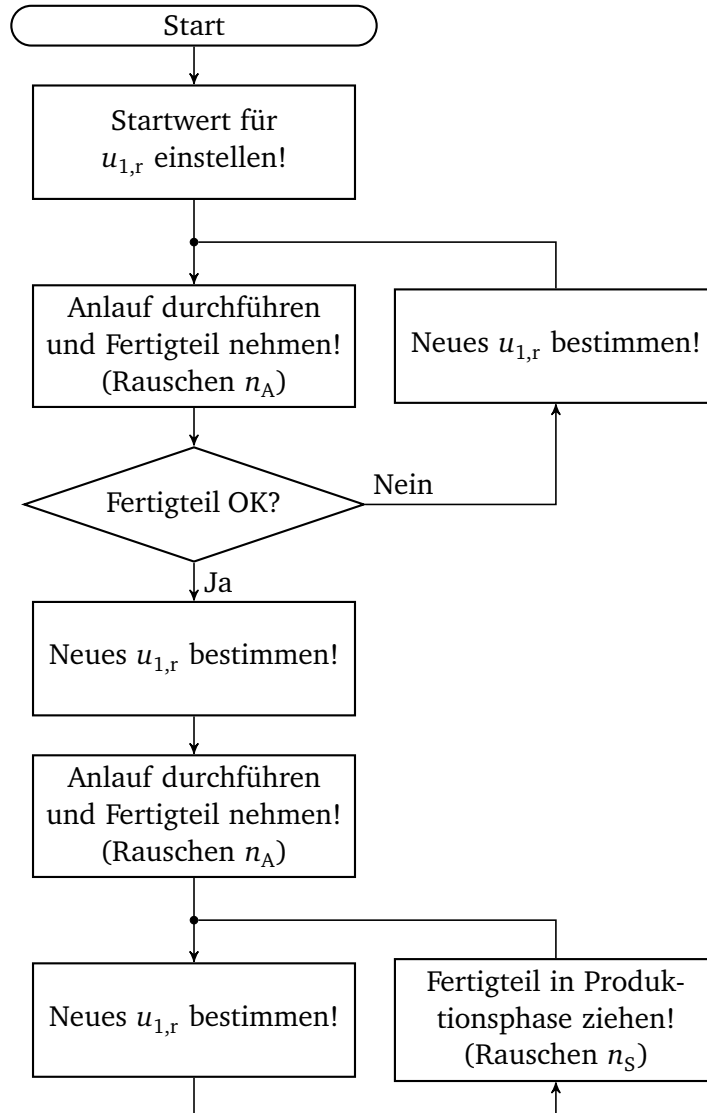 Start
Startwert für
u1,r einstellen!
Anlauf durchführen
und Fertigteil nehmen!
(Rauschen nA)
Neues u1,r bestimmen!
Fertigteil OK?
Nein
Ja
Neues u1,r bestimmen!
Anlauf durchführen
und Fertigteil nehmen!
(Rauschen nA)
Neues u1,r bestimmen!
Fertigteil in Produk-
tionsphase ziehen!
(Rauschen nS)